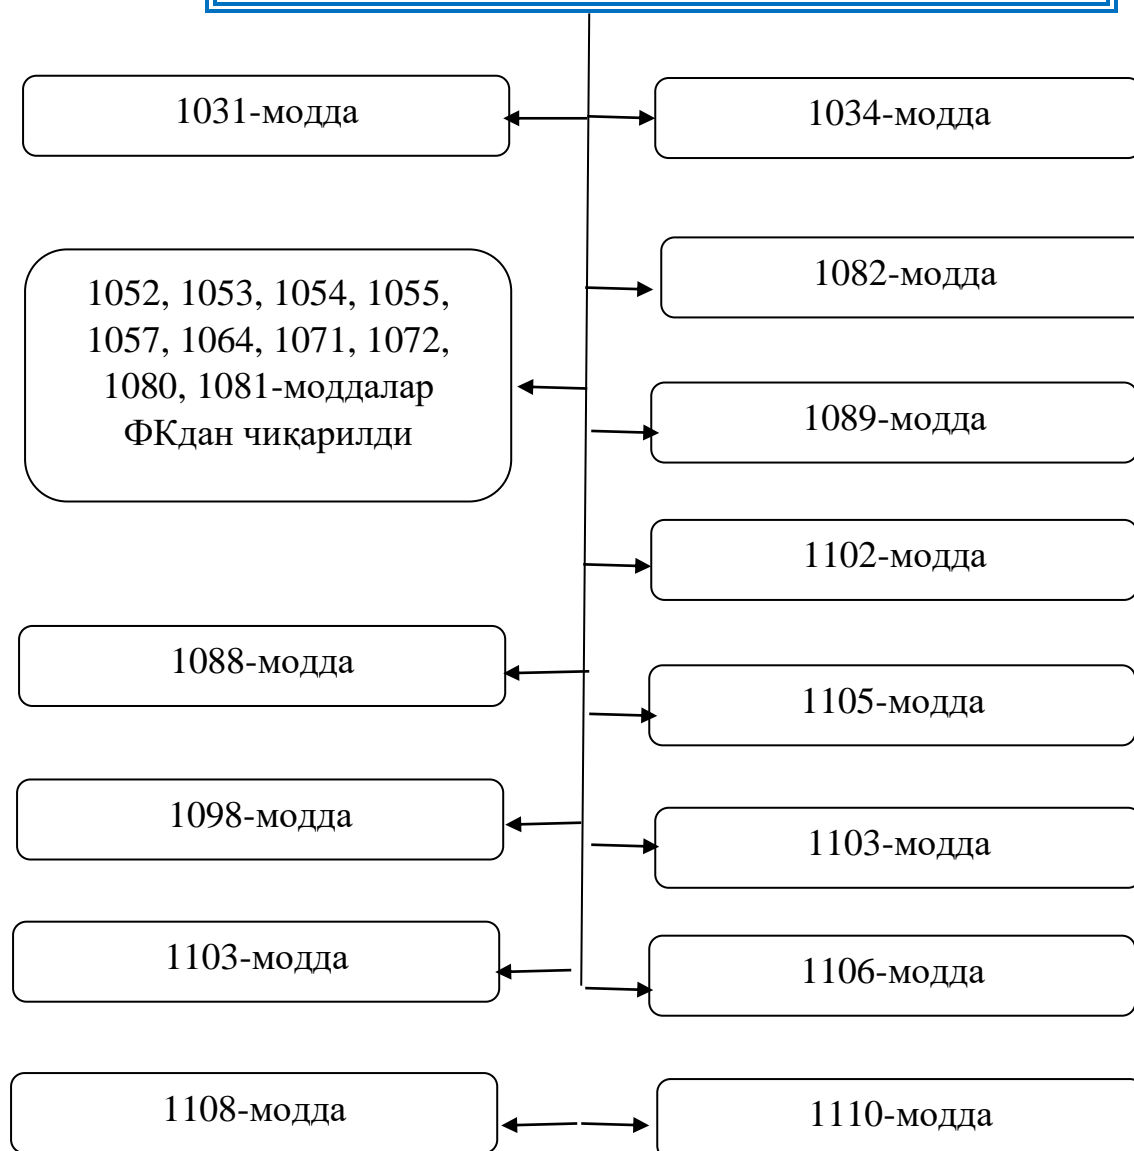 1031-модда
1034-модда
1082-модда
1052, 1053, 1054, 1055,
1057, 1064, 1071, 1072,
1080, 1081-моддалар
ФКдан чиқарилди
1089-модда
1102-модда
1088-модда
1105-модда
1098-модда
1103-модда
1103-модда
1106-модда
1108-модда
1110-модда